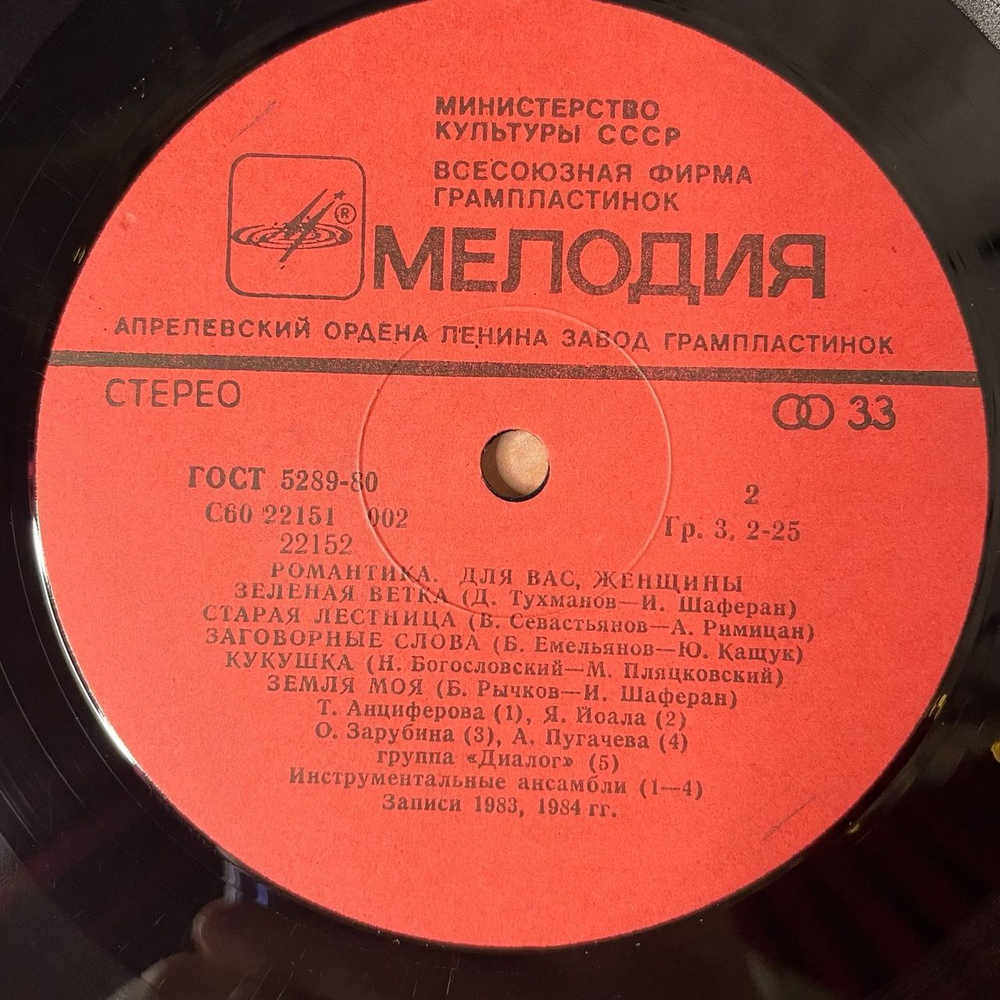 МИНИСТЕРСТВО
КУЛЬТУРЫ СССР
ВСЕСОЮЗНАЯ ФИРМА
ГРАМПЛАСТИНОК
®
МЕЛОДИЯ
АПРЕЛЕВСКИЙ ОРДЕНА ЛЕНИНА ЗАВОД ГРАМПЛАСТИНОК
СТЕРЕО
33
ГОСТ 5289-80
2
С60 22151 002
Гр. 3, 2-25
22152
РОМАНТИКА. ДЛЯ ВАС, ЖЕНЩИНЫ
ЗЕЛЕНАЯ ВЕТКА (Д. Тухманов—И. Шаферан)
СТАРАЯ ЛЕСТНИЦА (В. Севастьянов—А. Римицан)
ЗАГОВОРНЫЕ СЛОВА (Б. Емельянов—Ю. Кащук)
КУКУШКА (Н. Богословский—М. Пляцковский)
ЗЕМЛЯ МОЯ (Б. Рычков—И. Шаферан)
Т. Анциферова (1), Я. Йоала (2)
О. Зарубина (3), А. Пугачева (4)
группа «Диалог» (5)
Инструментальные ансамбли (1—4)
Записи 1983, 1984 гг.